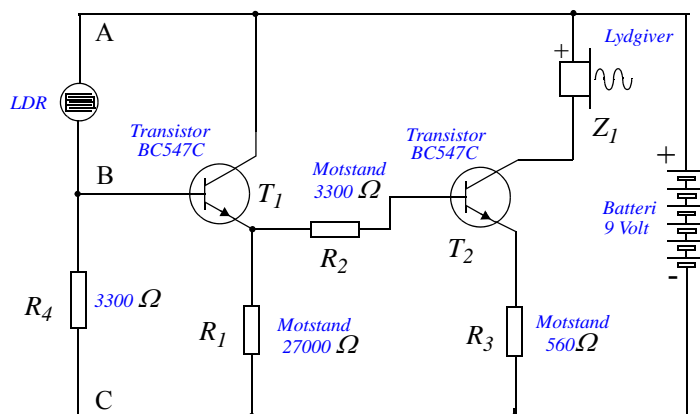 A
Lydgiver
+
LDR
Z1
Transistor
BC547C
Transistor
BC547C
Motstand
3300 Ω
+
B
T1
Batteri
9 Volt
R2
T2
-
R4
3300 Ω
R1
Motstand
27000 Ω
R3
Motstand
560 Ω
C